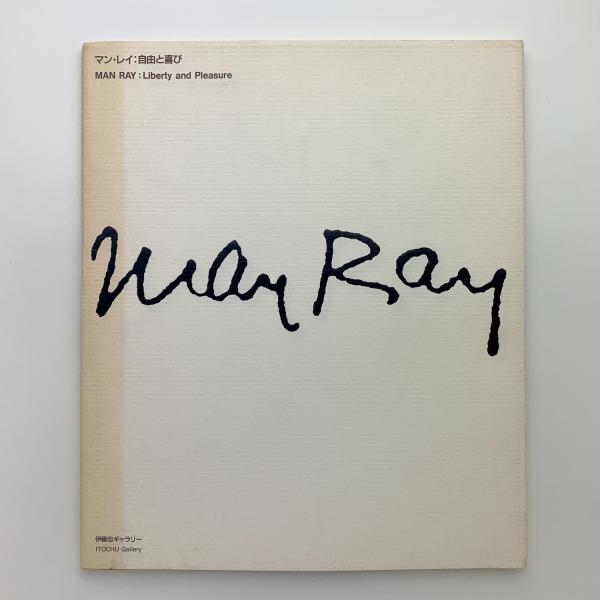 マン・レイ:自由と喜び
MAN RAY : Liberty and Pleasure
Man Ray
伊藤忠ギャラリー
ITOCHU Gallery